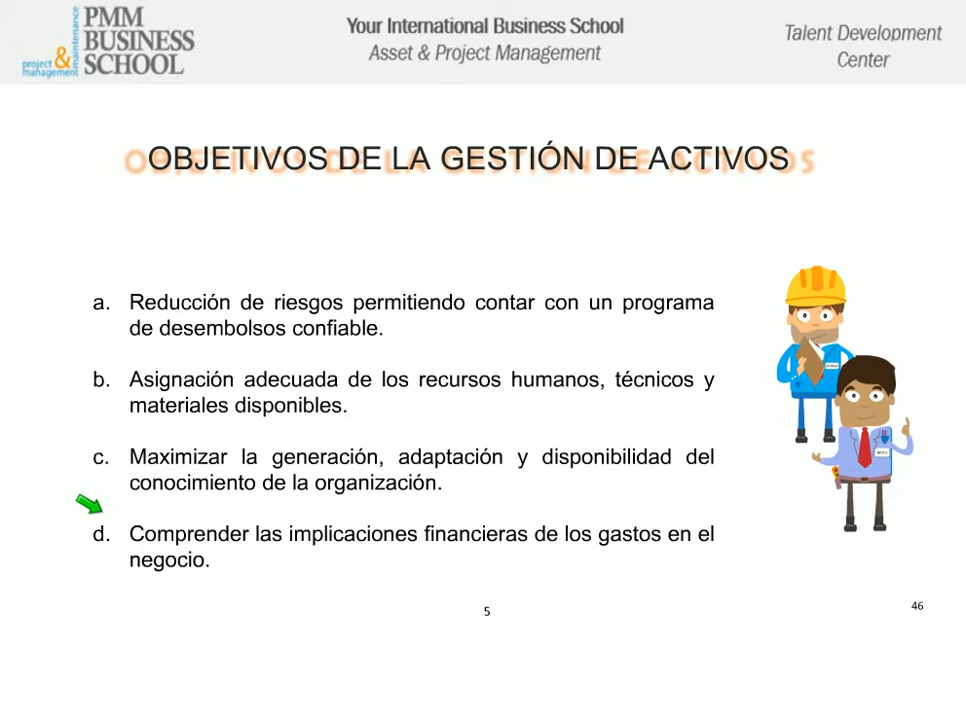 project & management
maintenance
PMM
BUSINESS
SCHOOL
Your International Business School
Asset & Project Management
Talent Development
Center
OBJETIVOS DE LA GESTIÓN DE ACTIVOS
a. Reducción de riesgos permitiendo contar con un programa
de desembolsos confiable.
b. Asignación adecuada de los recursos humanos, técnicos y
materiales disponibles.
c. Maximizar la generación, adaptación y disponibilidad del
conocimiento de la organización.
d. Comprender las implicaciones financieras de los gastos en el
negocio.
5
46